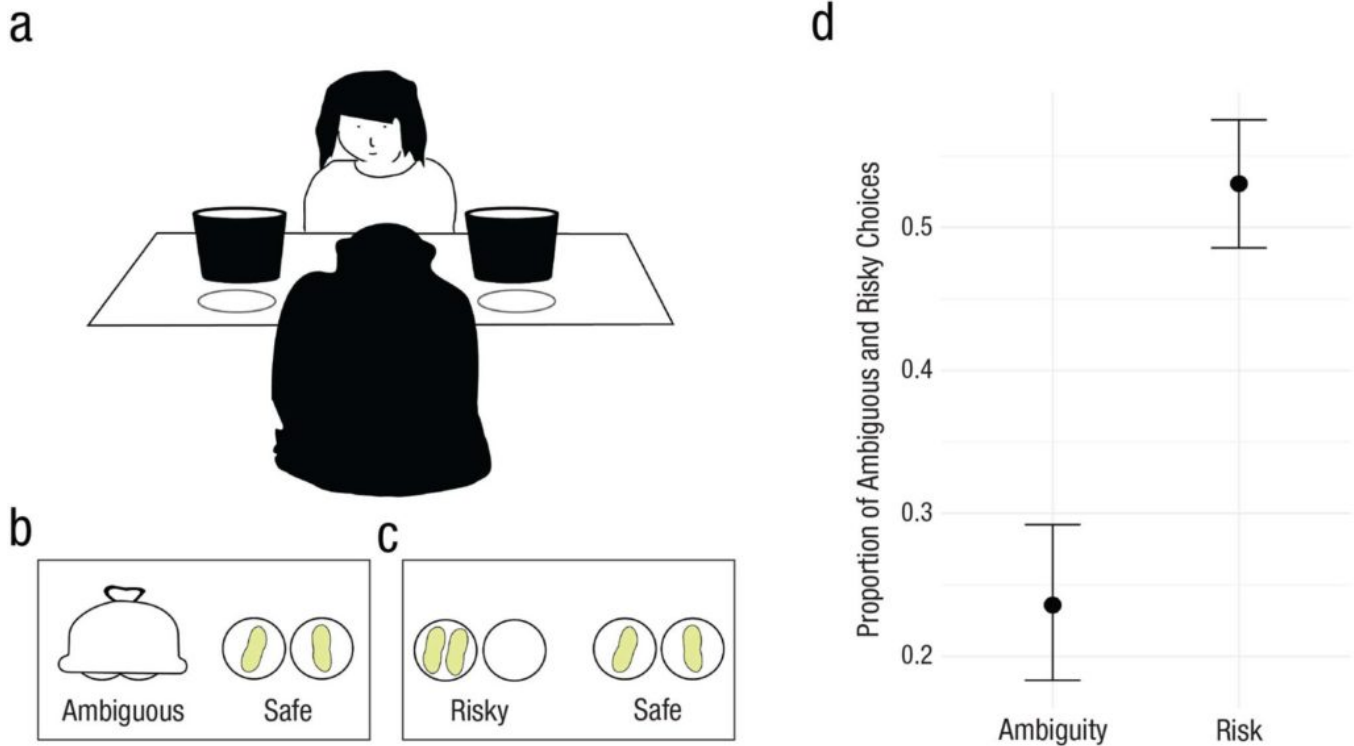 a
b
Ambiguous
Safe
c
Risky
Safe
d
Proportion of Ambiguous and Risky Choices
0.5
0.4
0.3
0.2
Ambiguity
Risk